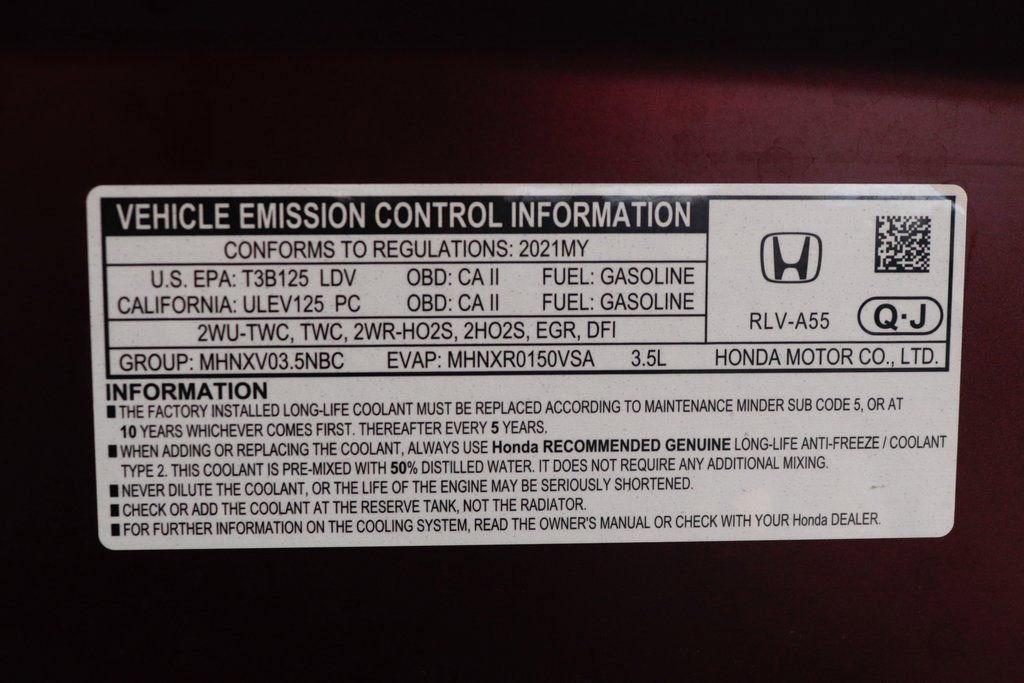 VEHICLE EMISSION CONTROL INFORMATION
CONFORMS TO REGULATIONS: 2021MY
U.S. EPA: T3B125 LDV OBD: CA II FUEL: GASOLINE
CALIFORNIA: ULEV125 PC OBD: CA II FUEL: GASOLINE
2WU-TWC, TWC, 2WR-HO2S, 2HO2S, EGR, DFI
RLV-A55 Q·J
GROUP: MHNXV03.5NBC EVAP: MHNXR0150VSA 3.5L HONDA MOTOR CO., LTD.
INFORMATION
■ THE FACTORY INSTALLED LONG-LIFE COOLANT MUST BE REPLACED ACCORDING TO MAINTENANCE MINDER SUB CODE 5, OR AT
10 YEARS WHICHEVER COMES FIRST. THEREAFTER EVERY 5 YEARS.
■ WHEN ADDING OR REPLACING THE COOLANT, ALWAYS USE Honda RECOMMENDED GENUINE LONG-LIFE ANTI-FREEZE / COOLANT
TYPE 2. THIS COOLANT IS PRE-MIXED WITH 50% DISTILLED WATER. IT DOES NOT REQUIRE ANY ADDITIONAL MIXING.
■ NEVER DILUTE THE COOLANT, OR THE LIFE OF THE ENGINE MAY BE SERIOUSLY SHORTENED.
■ CHECK OR ADD THE COOLANT AT THE RESERVE TANK, NOT THE RADIATOR.
■ FOR FURTHER INFORMATION ON THE COOLING SYSTEM, READ THE OWNER'S MANUAL OR CHECK WITH YOUR Honda DEALER.